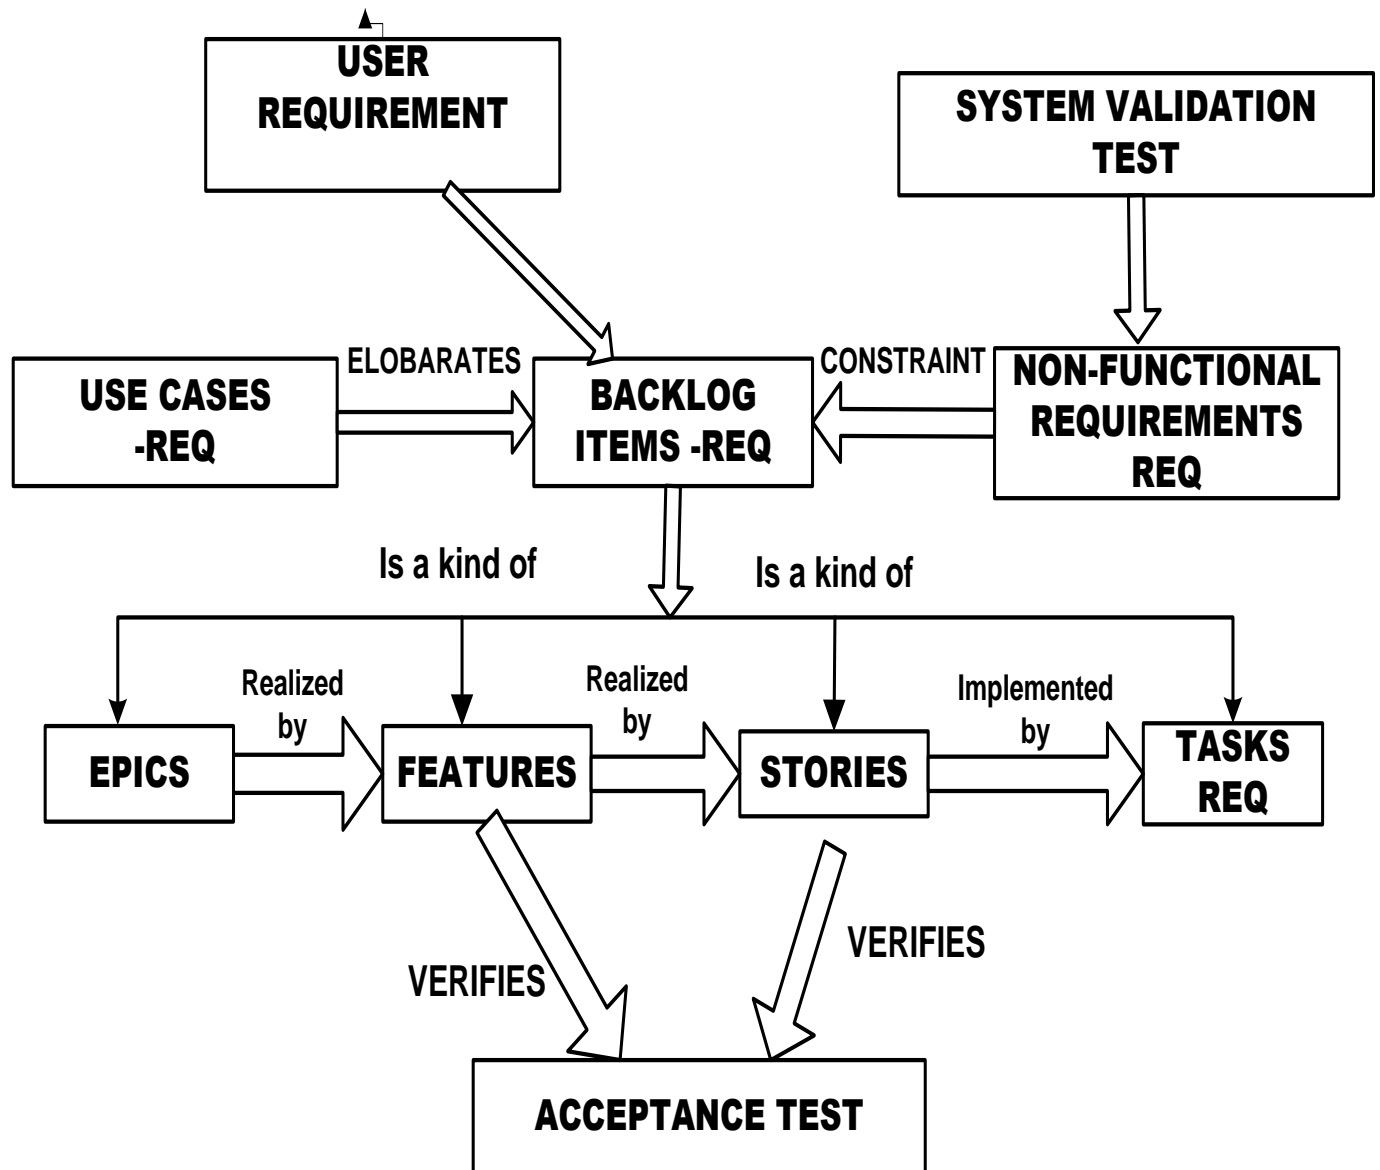 USER
REQUIREMENT
SYSTEM VALIDATION
TEST
ELOBARATES
CONSTRAINT
USE CASES
-REQ
BACKLOG
ITEMS -REQ
NON-FUNCTIONAL
REQUIREMENTS
REQ
Is a kind of
Is a kind of
Realized
by
Realized
by
Implemented
by
EPICS
FEATURES
STORIES
TASKS
REQ
VERIFIES
VERIFIES
ACCEPTANCE TEST